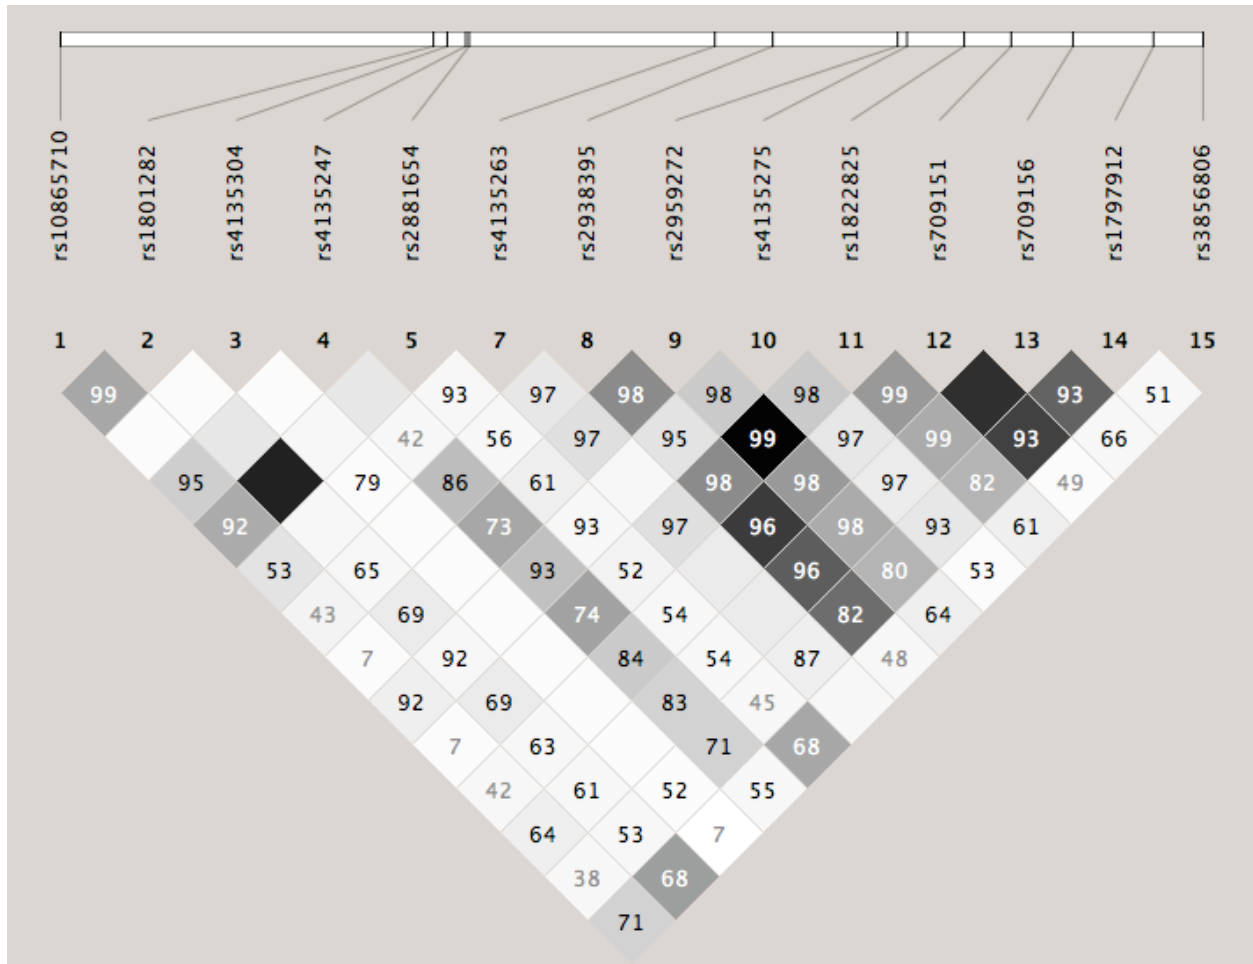 rs10865710
rs1801282
rs4135304
rs4135247
rs2881654
rs4135263
rs2938395
rs2959272
rs4135275
rs1822825
rs709151
rs709156
rs1797912
rs3856806
1 2 3 4 5 7 8 9 10 11 12 13 14 15
99 93 97 98 98 98 99 93 51
42 56 97 95 99 97 99 93 66
95 79 86 61 98 98 97 82 49
92 73 93 97 96 98 93 61
53 65 93 52 96 80 53
43 69 74 54 82 64
7 92 84 54 87 48
92 69 83 45
7 63 71 68
42 61 52 55
64 53 7
38 68
71